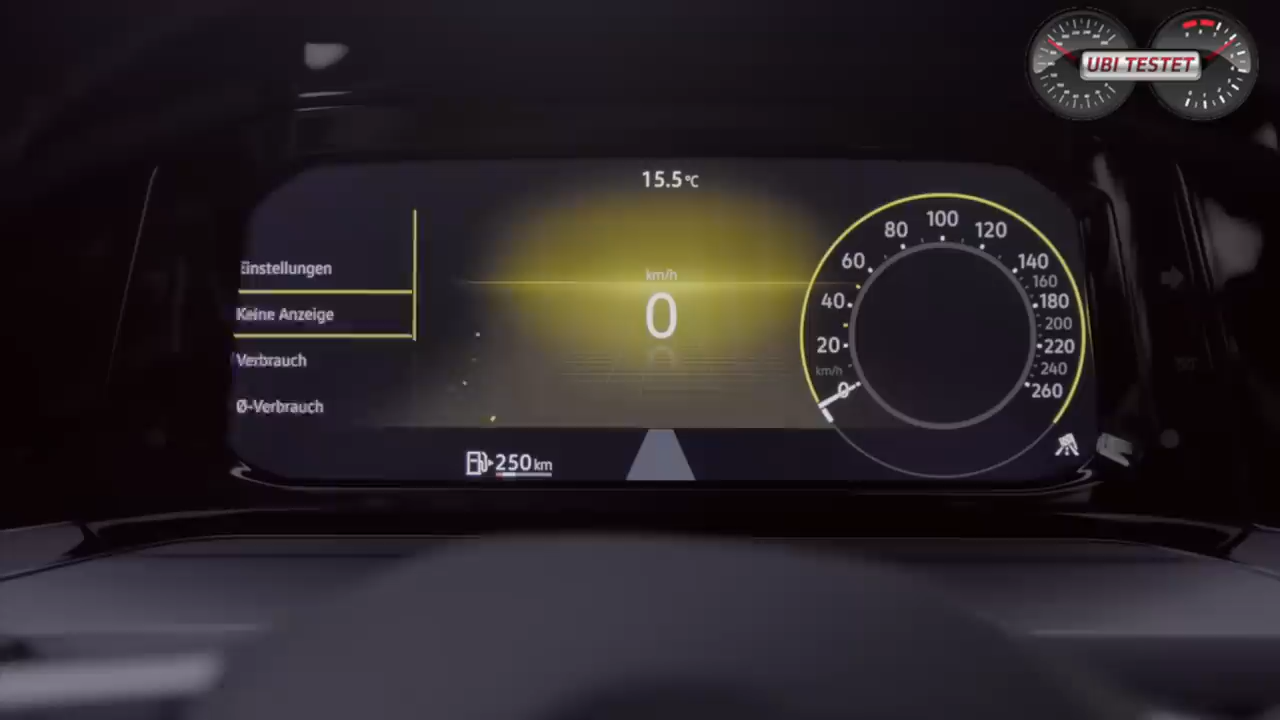 UBI TESTET
15.5°C
Einstellungen
Keine Anzeige
Verbrauch
Ø-Verbrauch
km/h
0
250 km
km/h
0
20
40
60
80
100
120
140
160
180
200
220
240
260